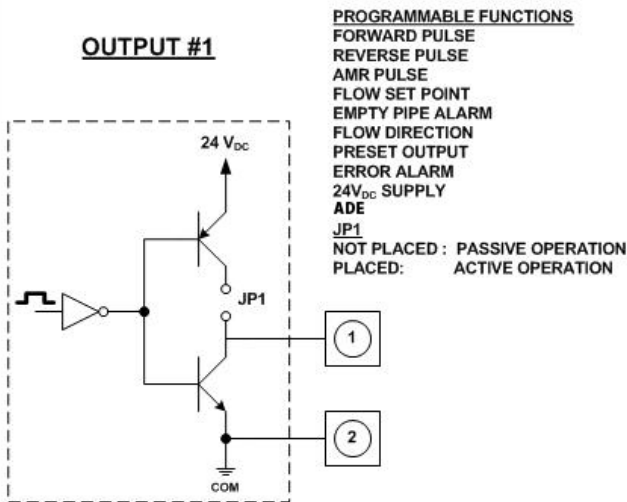 OUTPUT #1
PROGRAMMABLE FUNCTIONS
FORWARD PULSE
REVERSE PULSE
AMR PULSE
FLOW SET POINT
EMPTY PIPE ALARM
FLOW DIRECTION
PRESET OUTPUT
ERROR ALARM
24VDC SUPPLY
ADE
JP1
NOT PLACED : PASSIVE OPERATION
PLACED: ACTIVE OPERATION
24 VDC
JP1
1
2
COM